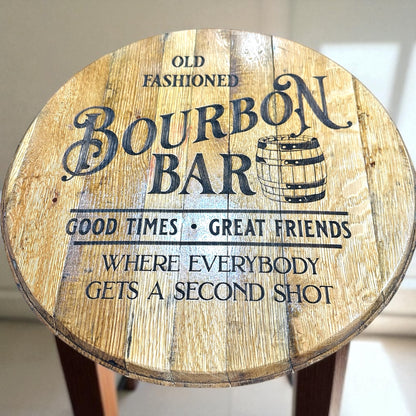 OLD
FASHIONED
BOURBON
BAR
GOOD TIMES • GREAT FRIENDS
WHERE EVERYBODY
GETS A SECOND SHOT